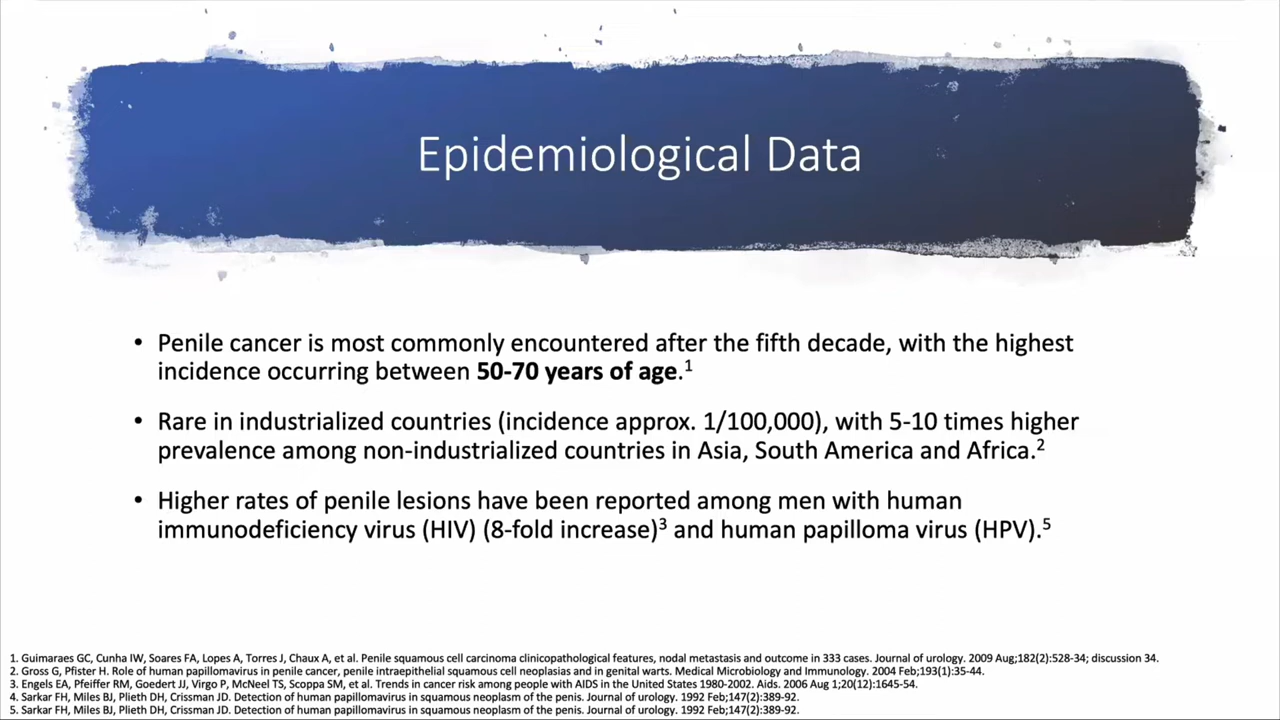 Epidemiological Data
• Penile cancer is most commonly encountered after the fifth decade, with the highest
incidence occurring between 50-70 years of age.1
• Rare in industrialized countries (incidence approx. 1/100,000), with 5-10 times higher
prevalence among non-industrialized countries in Asia, South America and Africa.2
• Higher rates of penile lesions have been reported among men with human
immunodeficiency virus (HIV) (8-fold increase)3 and human papilloma virus (HPV).5
1. Guimaraes GC, Cunha IW, Soares FA, Lopes A, Torres J, Chaux A, et al. Penile squamous cell carcinoma clinicopathological features, nodal metastasis and outcome in 333 cases. Journal of urology. 2009 Aug;182(2):528-34; discussion 34.
2. Gross G, Pfister H. Role of human papillomavirus in penile cancer, penile intraepithelial squamous cell neoplasias and in genital warts. Medical Microbiology and Immunology. 2004 Feb;193(1):35-44.
3. Engels EA, Pfeiffer RM, Goedert JJ, Virgo P, McNeel TS, Scoppa SM, et al. Trends in cancer risk among people with AIDS in the United States 1980-2002. Aids. 2006 Aug 1;20(12):1645-54.
4. Sarkar FH, Miles BJ, Plieth DH, Crissman JD. Detection of human papillomavirus in squamous neoplasm of the penis. Journal of urology. 1992 Feb;147(2):389-92.
5. Sarkar FH, Miles BJ, Plieth DH, Crissman JD. Detection of human papillomavirus in squamous neoplasm of the penis. Journal of urology. 1992 Feb;147(2):389-92.